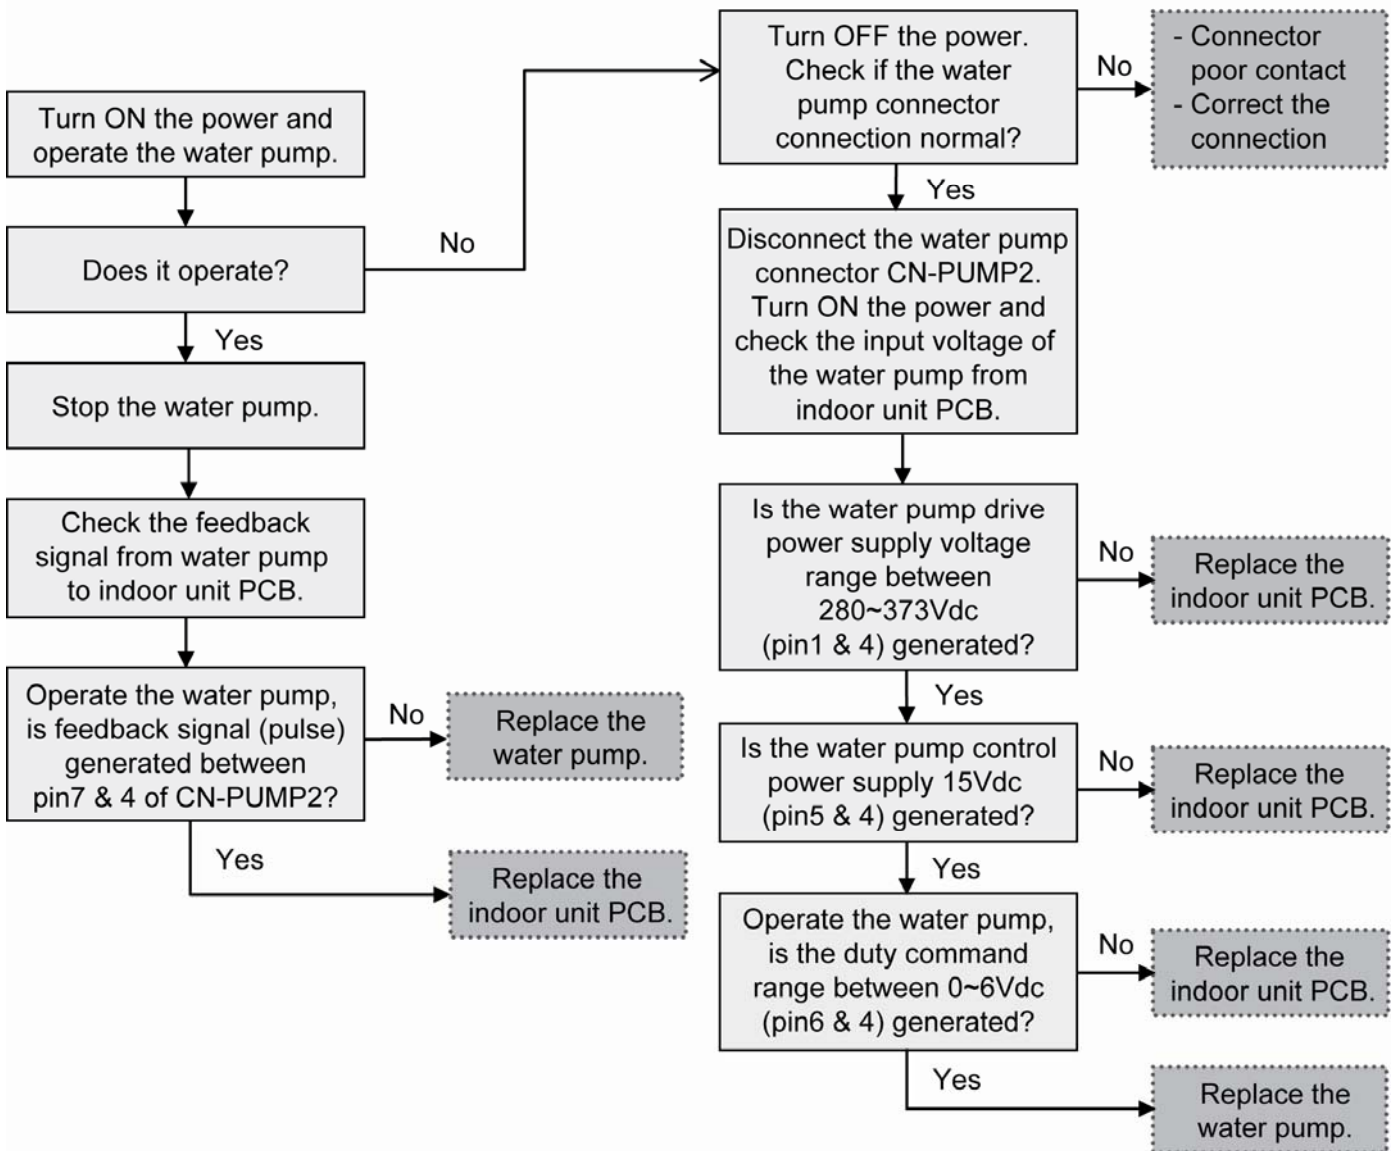 Turn ON the power and
operate the water pump.
Does it operate?
No
Yes
Stop the water pump.
Check the feedback
signal from water pump
to indoor unit PCB.
Operate the water pump,
is feedback signal (pulse)
generated between
pin7 & 4 of CN-PUMP2?
No
Replace the
water pump.
Yes
Replace the
indoor unit PCB.
Turn OFF the power.
Check if the water
pump connector
connection normal?
No
- Connector
poor contact
- Correct the
connection
Yes
Disconnect the water pump
connector CN-PUMP2.
Turn ON the power and
check the input voltage of
the water pump from
indoor unit PCB.
Is the water pump drive
power supply voltage
range between
280~373Vdc
(pin1 & 4) generated?
No
Replace the
indoor unit PCB.
Yes
Is the water pump control
power supply 15Vdc
(pin5 & 4) generated?
No
Replace the
indoor unit PCB.
Yes
Operate the water pump,
is the duty command
range between 0~6Vdc
(pin6 & 4) generated?
No
Replace the
indoor unit PCB.
Yes
Replace the
water pump.